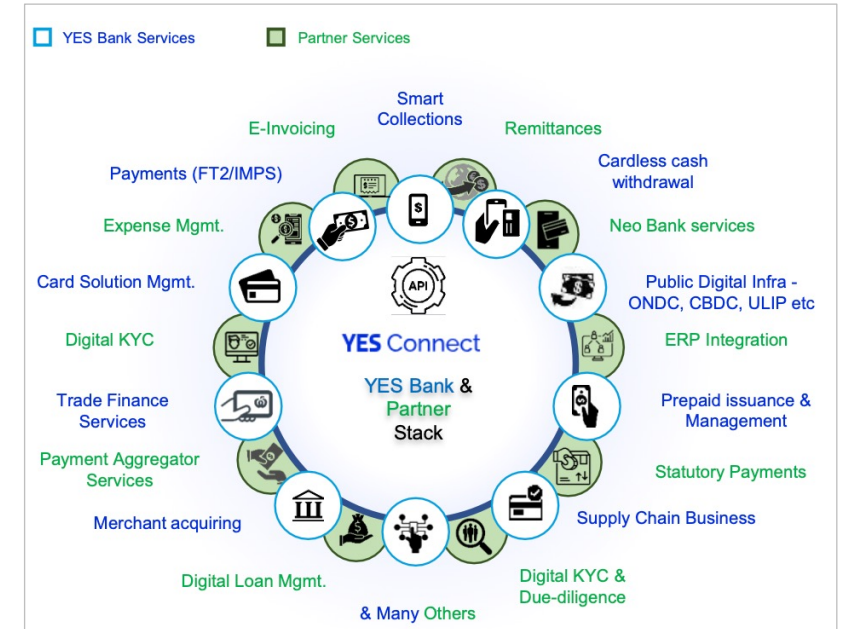 YES Bank Services
Partner Services
Smart
Collections
E-Invoicing
Remittances
Payments (FT2/IMPS)
Cardless cash
withdrawal
Expense Mgmt.
Neo Bank services
Card Solution Mgmt.
Public Digital Infra -
ONDC, CBDC, ULIP etc
API
Digital KYC
YES Connect
ERP Integration
YES Bank &
Partner
Stack
Trade Finance
Services
Prepaid issuance &
Management
Payment Aggregator
Services
Statutory Payments
Merchant acquiring
Supply Chain Business
Digital Loan Mgmt.
Digital KYC &
Due-diligence
& Many Others